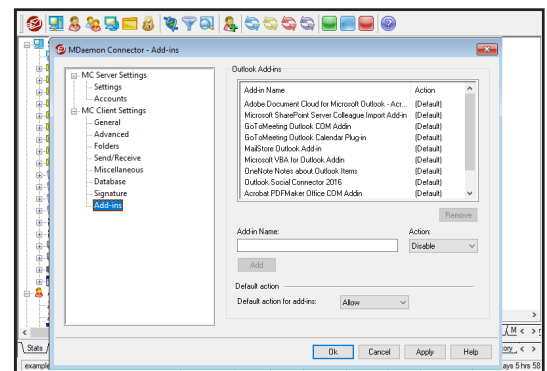 MDaemon Connector - Add-ins
MC Server Settings
Settings
Accounts
MC Client Settings
General
Advanced
Folders
Send/Receive
Miscellaneous
Database
Signature
Add-ins
Outlook Add-ins
Add-in Name Action
Adobe Document Cloud for Microsoft Outlook - Acr... (Default)
Microsoft SharePoint Server Colleague Import Add-in (Default)
GoToMeeting Outlook COM Addin (Default)
GoToMeeting Outlook Calendar Plug-in (Default)
MailStore Outlook Add-in (Default)
Microsoft VBA for Outlook Addin (Default)
OneNote Notes about Outlook Items (Default)
Outlook Social Connector 2016 (Default)
Acrobat PDFMaker Office COM Addin (Default)
Remove
Add-in Name: Action:
Disable
Add
Default action
Default action for add-ins: Allow
Ok Cancel Apply Help
Stats
example
ays 5 hrs 58